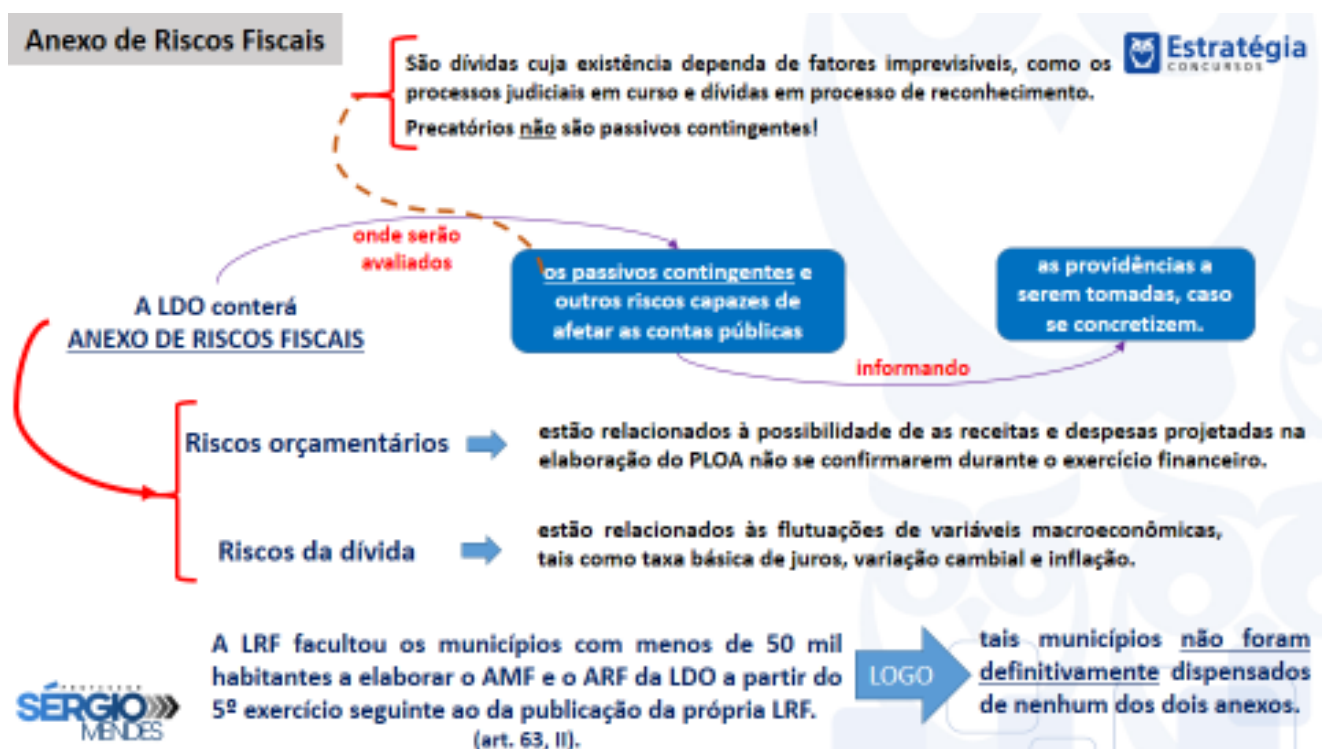 Anexo de Riscos Fiscais
Estratégia
CONCURSOS
São dívidas cuja existência dependa de fatores imprevisíveis, como os
processos judiciais em curso e dívidas em processo de reconhecimento.
Precatórios não são passivos contingentes!
onde serão
avaliados
A LDO conterá
ANEXO DE RISCOS FISCAIS
os passivos contingentes e
outros riscos capazes de
afetar as contas públicas
informando
as providências a
serem tomadas, caso
se concretizem.
Riscos orçamentários
estão relacionados à possibilidade de as receitas e despesas projetadas na
elaboração do PLOA não se confirmarem durante o exercício financeiro.
Riscos da dívida
estão relacionados às flutuações de variáveis macroeconômicas,
tais como taxa básica de juros, variação cambial e inflação.
A LRF facultou os municípios com menos de 50 mil
habitantes a elaborar o AMF e o ARF da LDO a partir do
5º exercício seguinte ao da publicação da própria LRF.
(art. 63, II).
LOGO
tais municípios não foram
definitivamente dispensados
de nenhum dos dois anexos.
PROFESSOR
SÉRGIO
MENDES